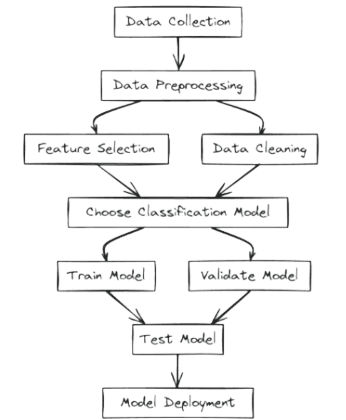 Data Collection
Data Preprocessing
Feature Selection
Data Cleaning
Choose Classification Model
Train Model
Validate Model
Test Model
Model Deployment